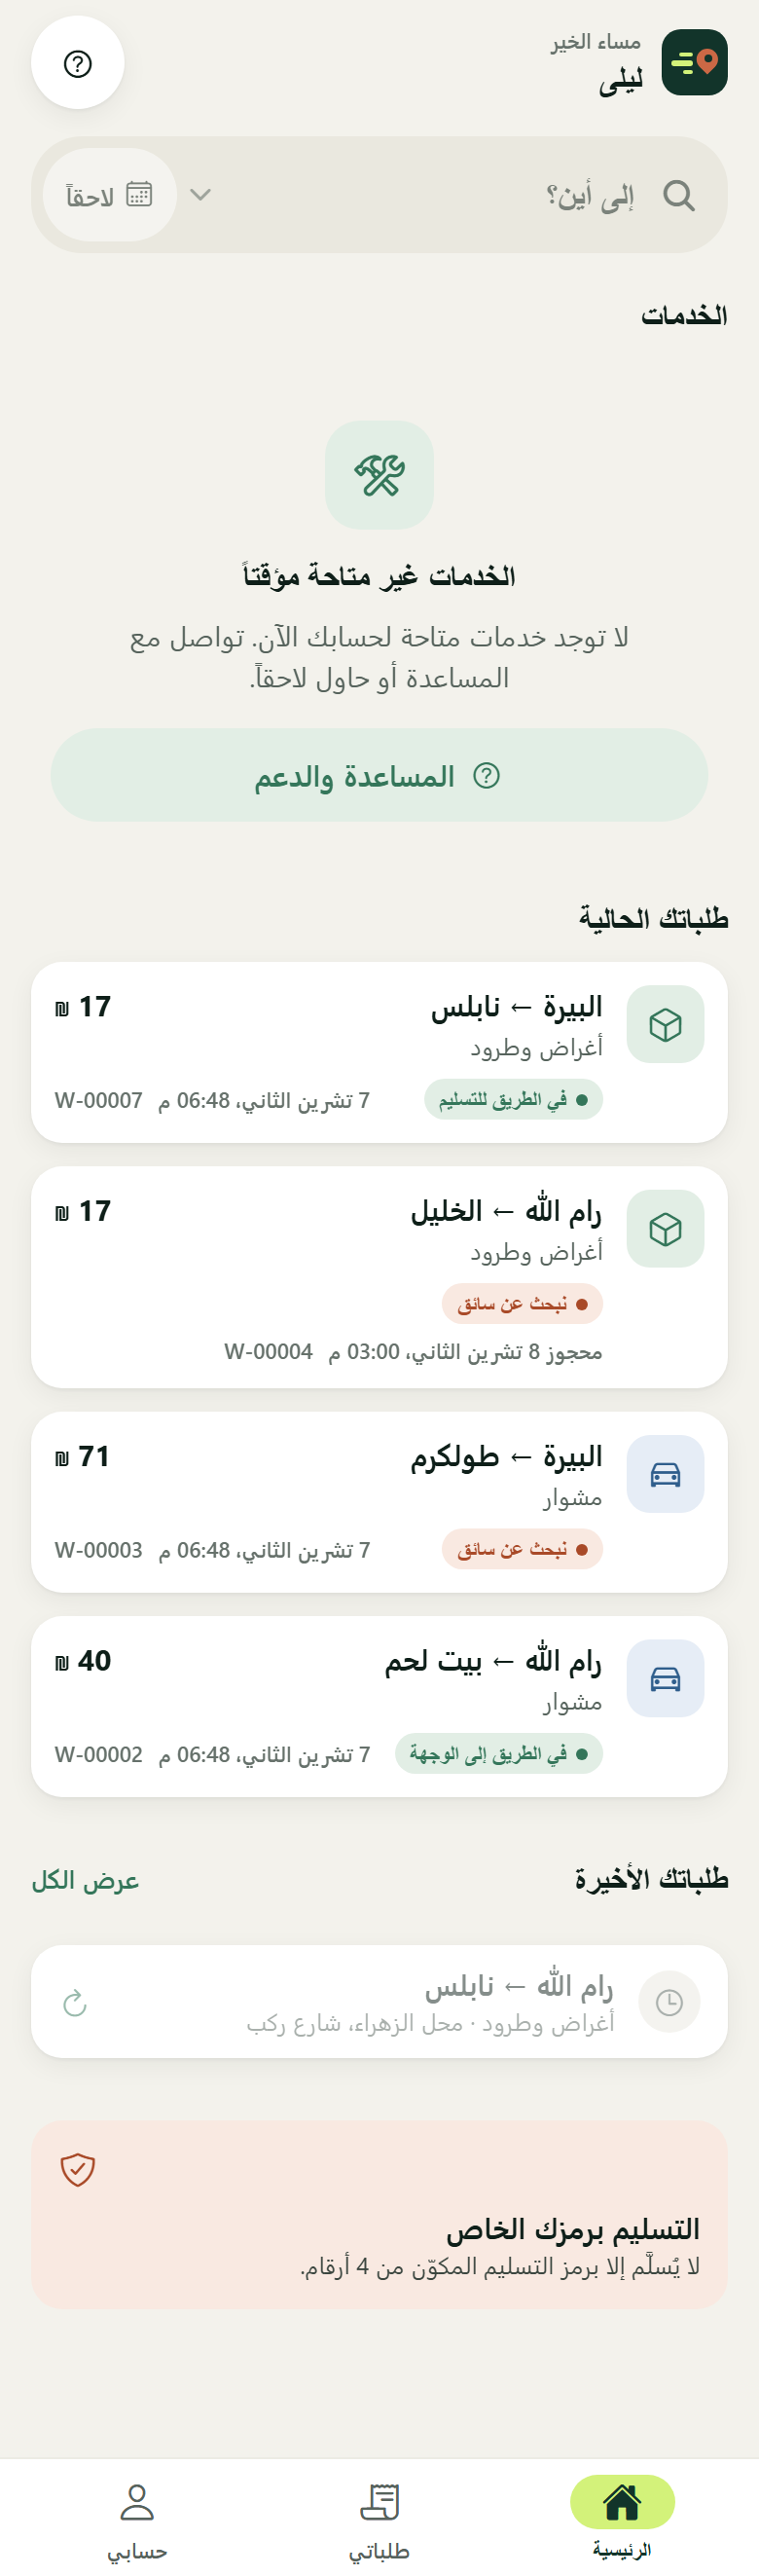 مساء الخير
ليلى
إلى أين؟
لاحقاً
الخدمات
الخدمات غير متاحة مؤقتاً
لا توجد خدمات متاحة لحسابك الآن. تواصل مع
المساعدة أو حاول لاحقاً.
المساعدة والدعم
طلباتك الحالية
البيرة ← نابلس
17 ₪
أغراض وطرود
في الطريق للتسليم
7 تشرين الثاني، 06:48 م W-00007
رام الله ← الخليل
17 ₪
أغراض وطرود
نبحث عن سائق
محجوز 8 تشرين الثاني، 03:00 م W-00004
البيرة ← طولكرم
71 ₪
مشوار
نبحث عن سائق
7 تشرين الثاني، 06:48 م W-00003
رام الله ← بيت لحم
40 ₪
مشوار
في الطريق إلى الوجهة
7 تشرين الثاني، 06:48 م W-00002
طلباتك الأخيرة
عرض الكل
رام الله ← نابلس
أغراض وطرود · محل الزهراء، شارع ركب
التسليم برمزك الخاص
لا يُسلَّم إلا برمز التسليم المكوّن من 4 أرقام.
الرئيسية
طلباتي
حسابي